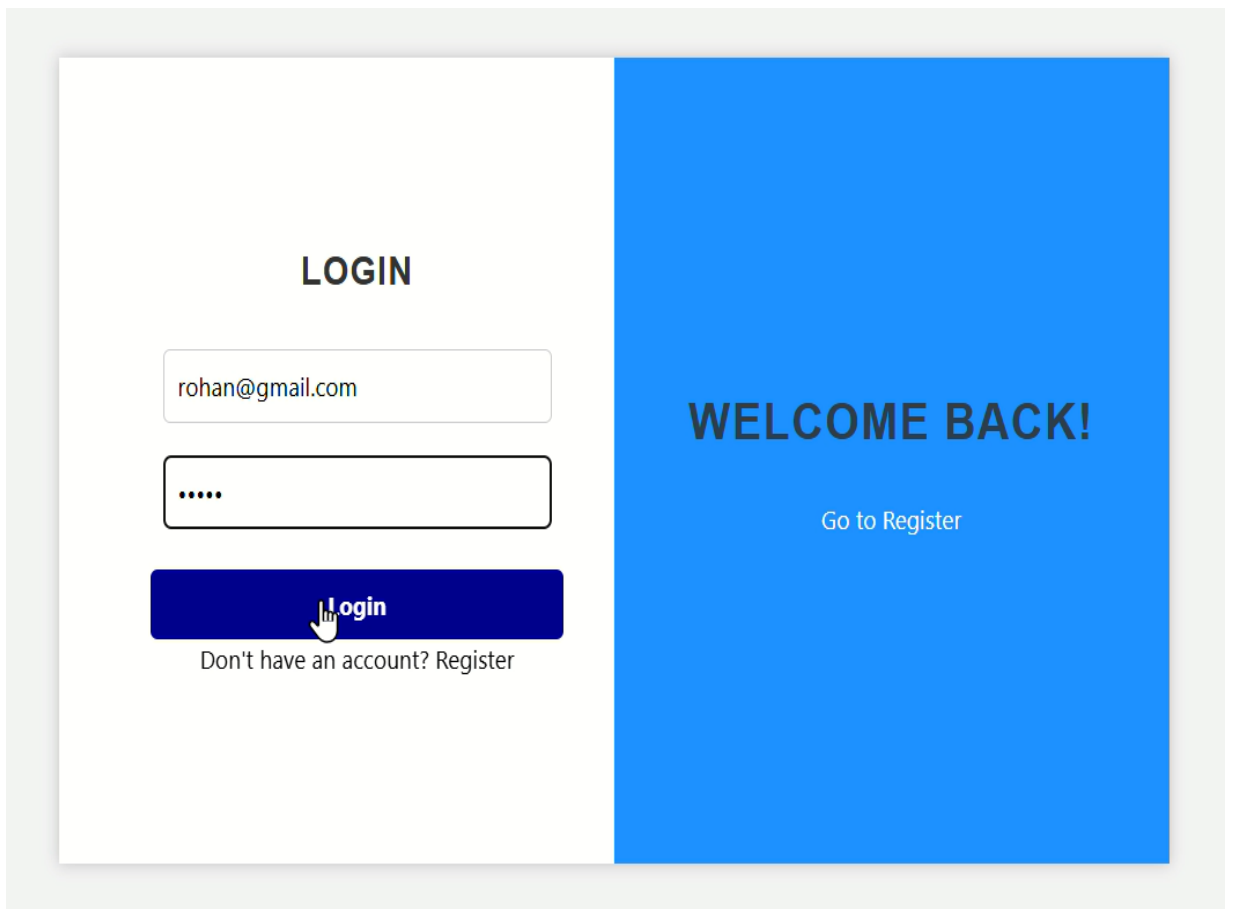 LOGIN
rohan@gmail.com
•••••
Login
Don't have an account? Register
WELCOME BACK!
Go to Register